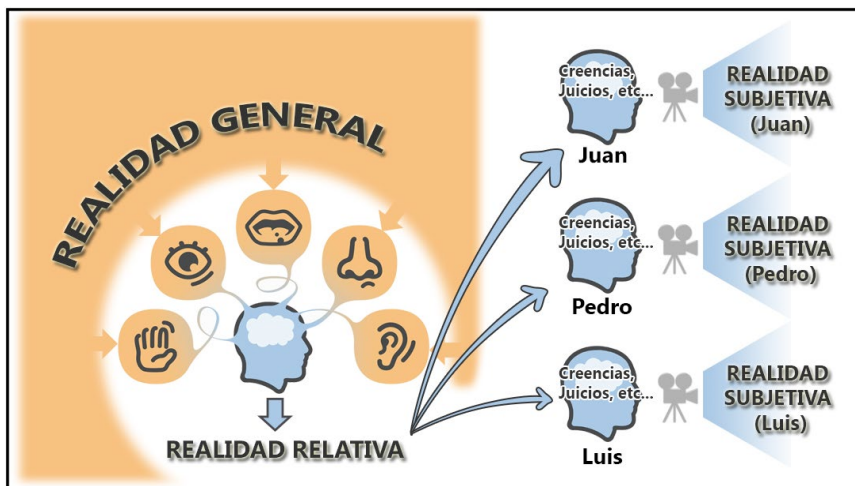 REALIDAD GENERAL
REALIDAD RELATIVA
Creencias,
Juicios, etc...
Juan
REALIDAD
SUBJETIVA
(Juan)
Creencias,
Juicios, etc...
Pedro
REALIDAD
SUBJETIVA
(Pedro)
Creencias,
Juicios, etc...
Luis
REALIDAD
SUBJETIVA
(Luis)